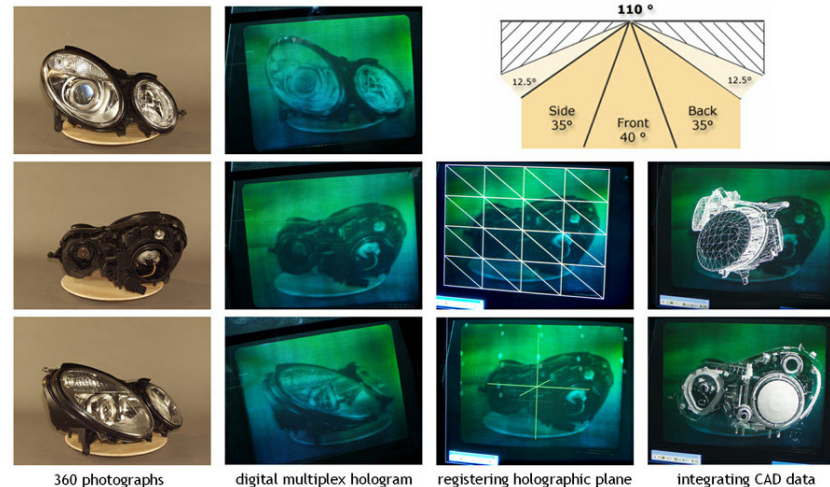 110 °
12.5°
12.5°
Side
35°
Front
40 °
Back
35°
360 photographs
digital multiplex hologram
registering holographic plane
integrating CAD data